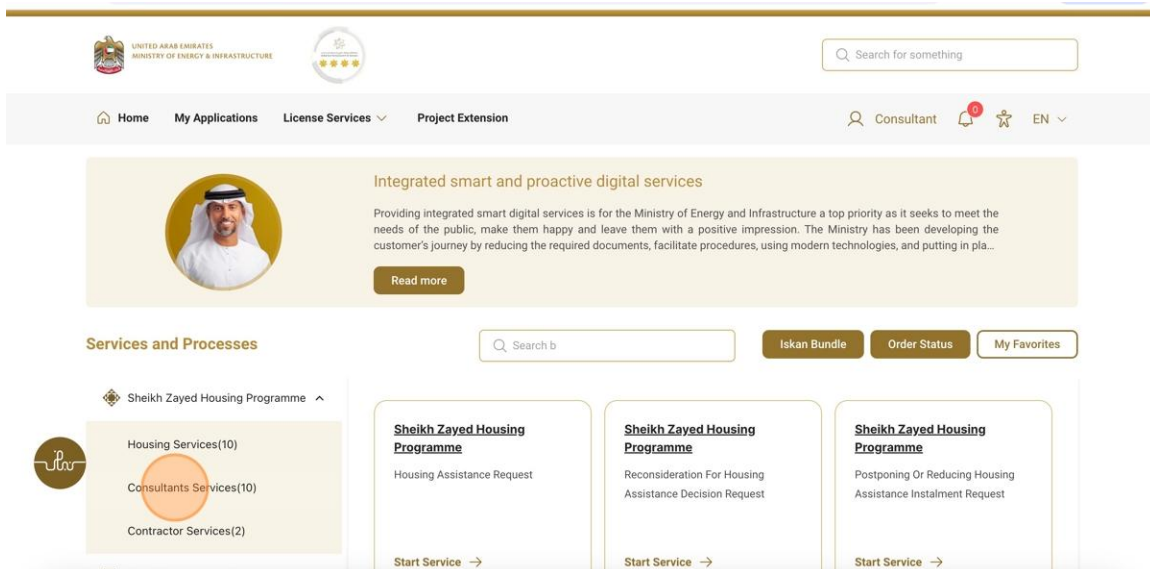 UNITED ARAB EMIRATES
MINISTRY OF ENERGY & INFRASTRUCTURE
Search for something
Home My Applications License Services Project Extension Consultant 0 EN
Integrated smart and proactive digital services
Providing integrated smart digital services is for the Ministry of Energy and Infrastructure a top priority as it seeks to meet the
needs of the public, make them happy and leave them with a positive impression. The Ministry has been developing the
customer's journey by reducing the required documents, facilitate procedures, using modern technologies, and putting in pla...
Read more
Services and Processes
Search b
Iskan Bundle Order Status My Favorites
Sheikh Zayed Housing Programme
Housing Services(10)
Consultants Services(10)
Contractor Services(2)
Sheikh Zayed Housing
Programme
Housing Assistance Request
Start Service →
Sheikh Zayed Housing
Programme
Reconsideration For Housing
Assistance Decision Request
Start Service →
Sheikh Zayed Housing
Programme
Postponing Or Reducing Housing
Assistance Instalment Request
Start Service →